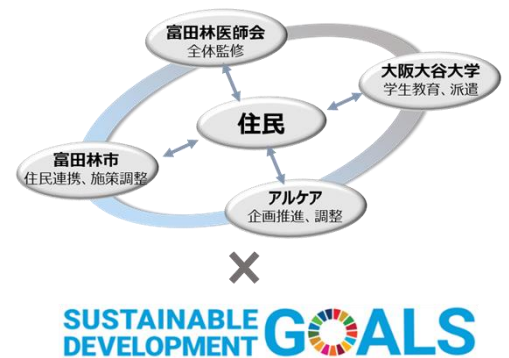 富田林医師会
全体監修
大阪大谷大学
学生教育、派遣
住民
富田林市
住民連携、施策調整
アルケア
企画推進、調整
×
SUSTAINABLE
DEVELOPMENT
GOALS